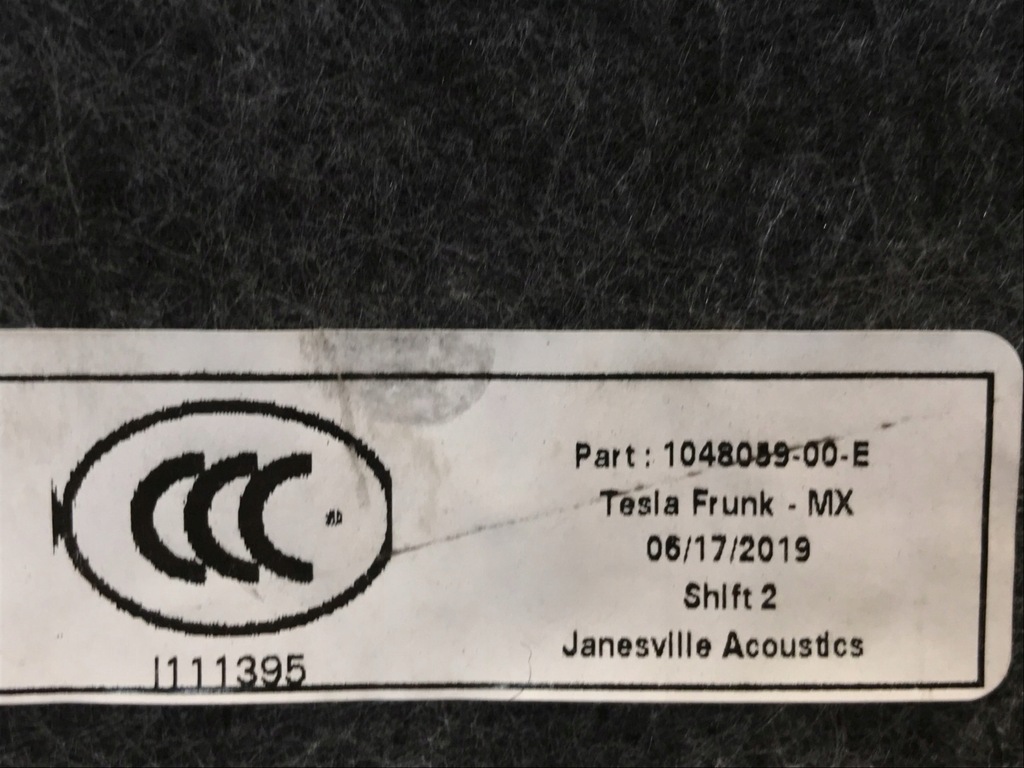 CCC
I111395
Part: 1048059-00-E
Tesla Frunk - MX
06/17/2019
Shift 2
Janesville Acoustics